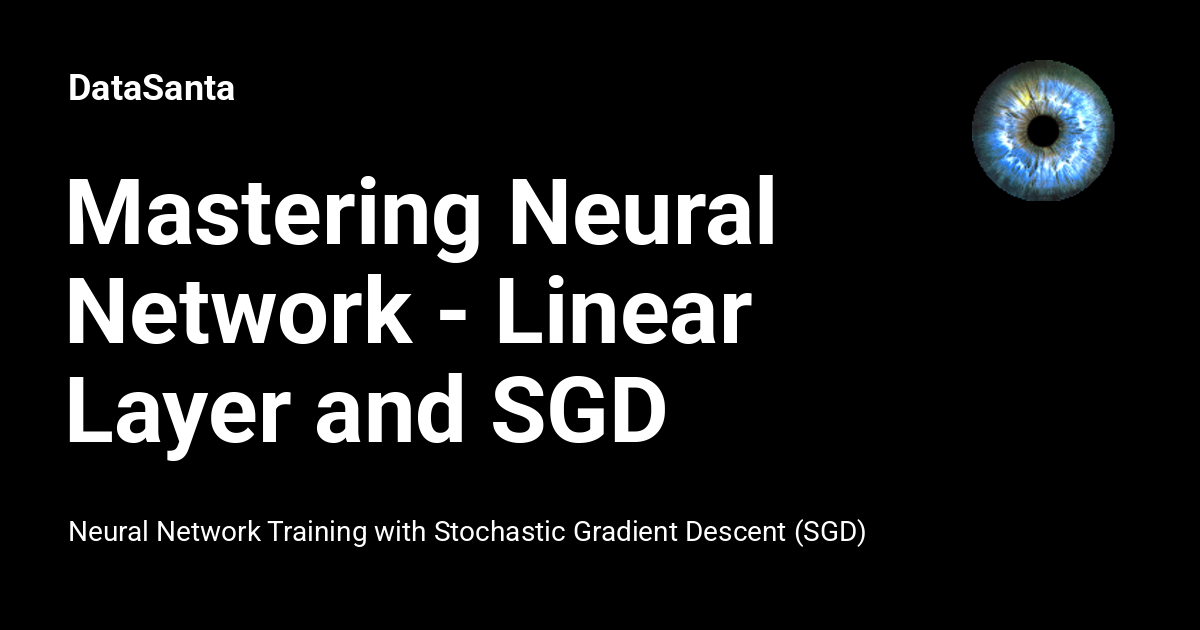 DataSanta
Mastering Neural
Network - Linear
Layer and SGD
Neural Network Training with Stochastic Gradient Descent (SGD)